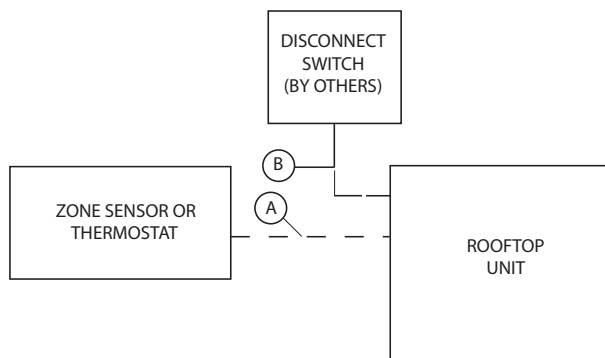 DISCONNECT
SWITCH
(BY OTHERS)
B
A
ZONE SENSOR OR
THERMOSTAT
ROOFTOP
UNIT